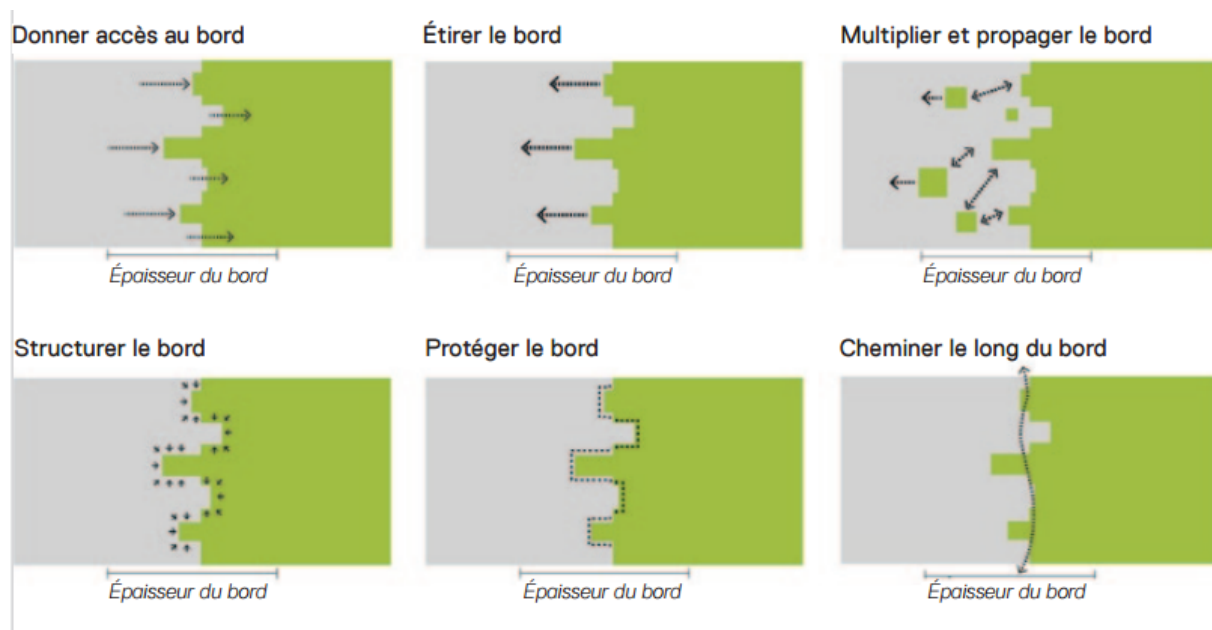 Donner accès au bord
Étirer le bord
Multiplier et propager le bord
Épaisseur du bord
Épaisseur du bord
Épaisseur du bord
Structurer le bord
Protéger le bord
Cheminer le long du bord
Épaisseur du bord
Épaisseur du bord
Épaisseur du bord